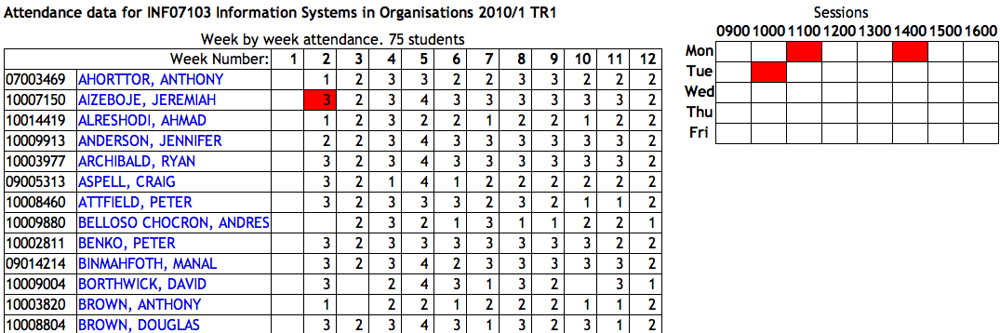 Attendance data for INF07103 Information Systems in Organisations 2010/1 TR1
Week by week attendance. 75 students
Week Number: 1 2 3 4 5 6 7 8 9 10 11 12
07003469 AHORTTOR, ANTHONY 1 2 3 3 2 2 3 3 2 2 2
10007150 AIZEBOJE, JEREMIAH 3 2 3 4 3 3 3 3 3 3 2
10014419 ALRESHODI, AHMAD 1 2 3 2 2 1 2 2 1 2 2
10009913 ANDERSON, JENNIFER 2 2 3 4 3 3 3 3 3 3 2
10003977 ARCHIBALD, RYAN 3 2 3 4 3 3 3 3 3 3 2
09005313 ASPELL, CRAIG 3 2 1 4 1 2 2 2 2 2 2
10008460 ATTFIELD, PETER 3 2 3 3 3 2 3 2 1 1 2
10009880 BELLOSO CHOCRON, ANDRES 2 3 2 1 3 1 1 2 2 1
10002811 BENKO, PETER 3 2 3 3 3 3 3 3 3 2 2
09014214 BINMAHFOTH, MANAL 3 2 3 4 2 3 3 3 3 3 2
10009004 BORTHWICK, DAVID 3 2 4 3 1 3 2 3 1
10003820 BROWN, ANTHONY 1 2 2 1 2 2 2 1 1 2
10008804 BROWN, DOUGLAS 3 2 3 4 3 1 3 2 3 1 2
Sessions
0900 1000 1100 1200 1300 1400 1500 1600
Mon
Tue
Wed
Thu
Fri